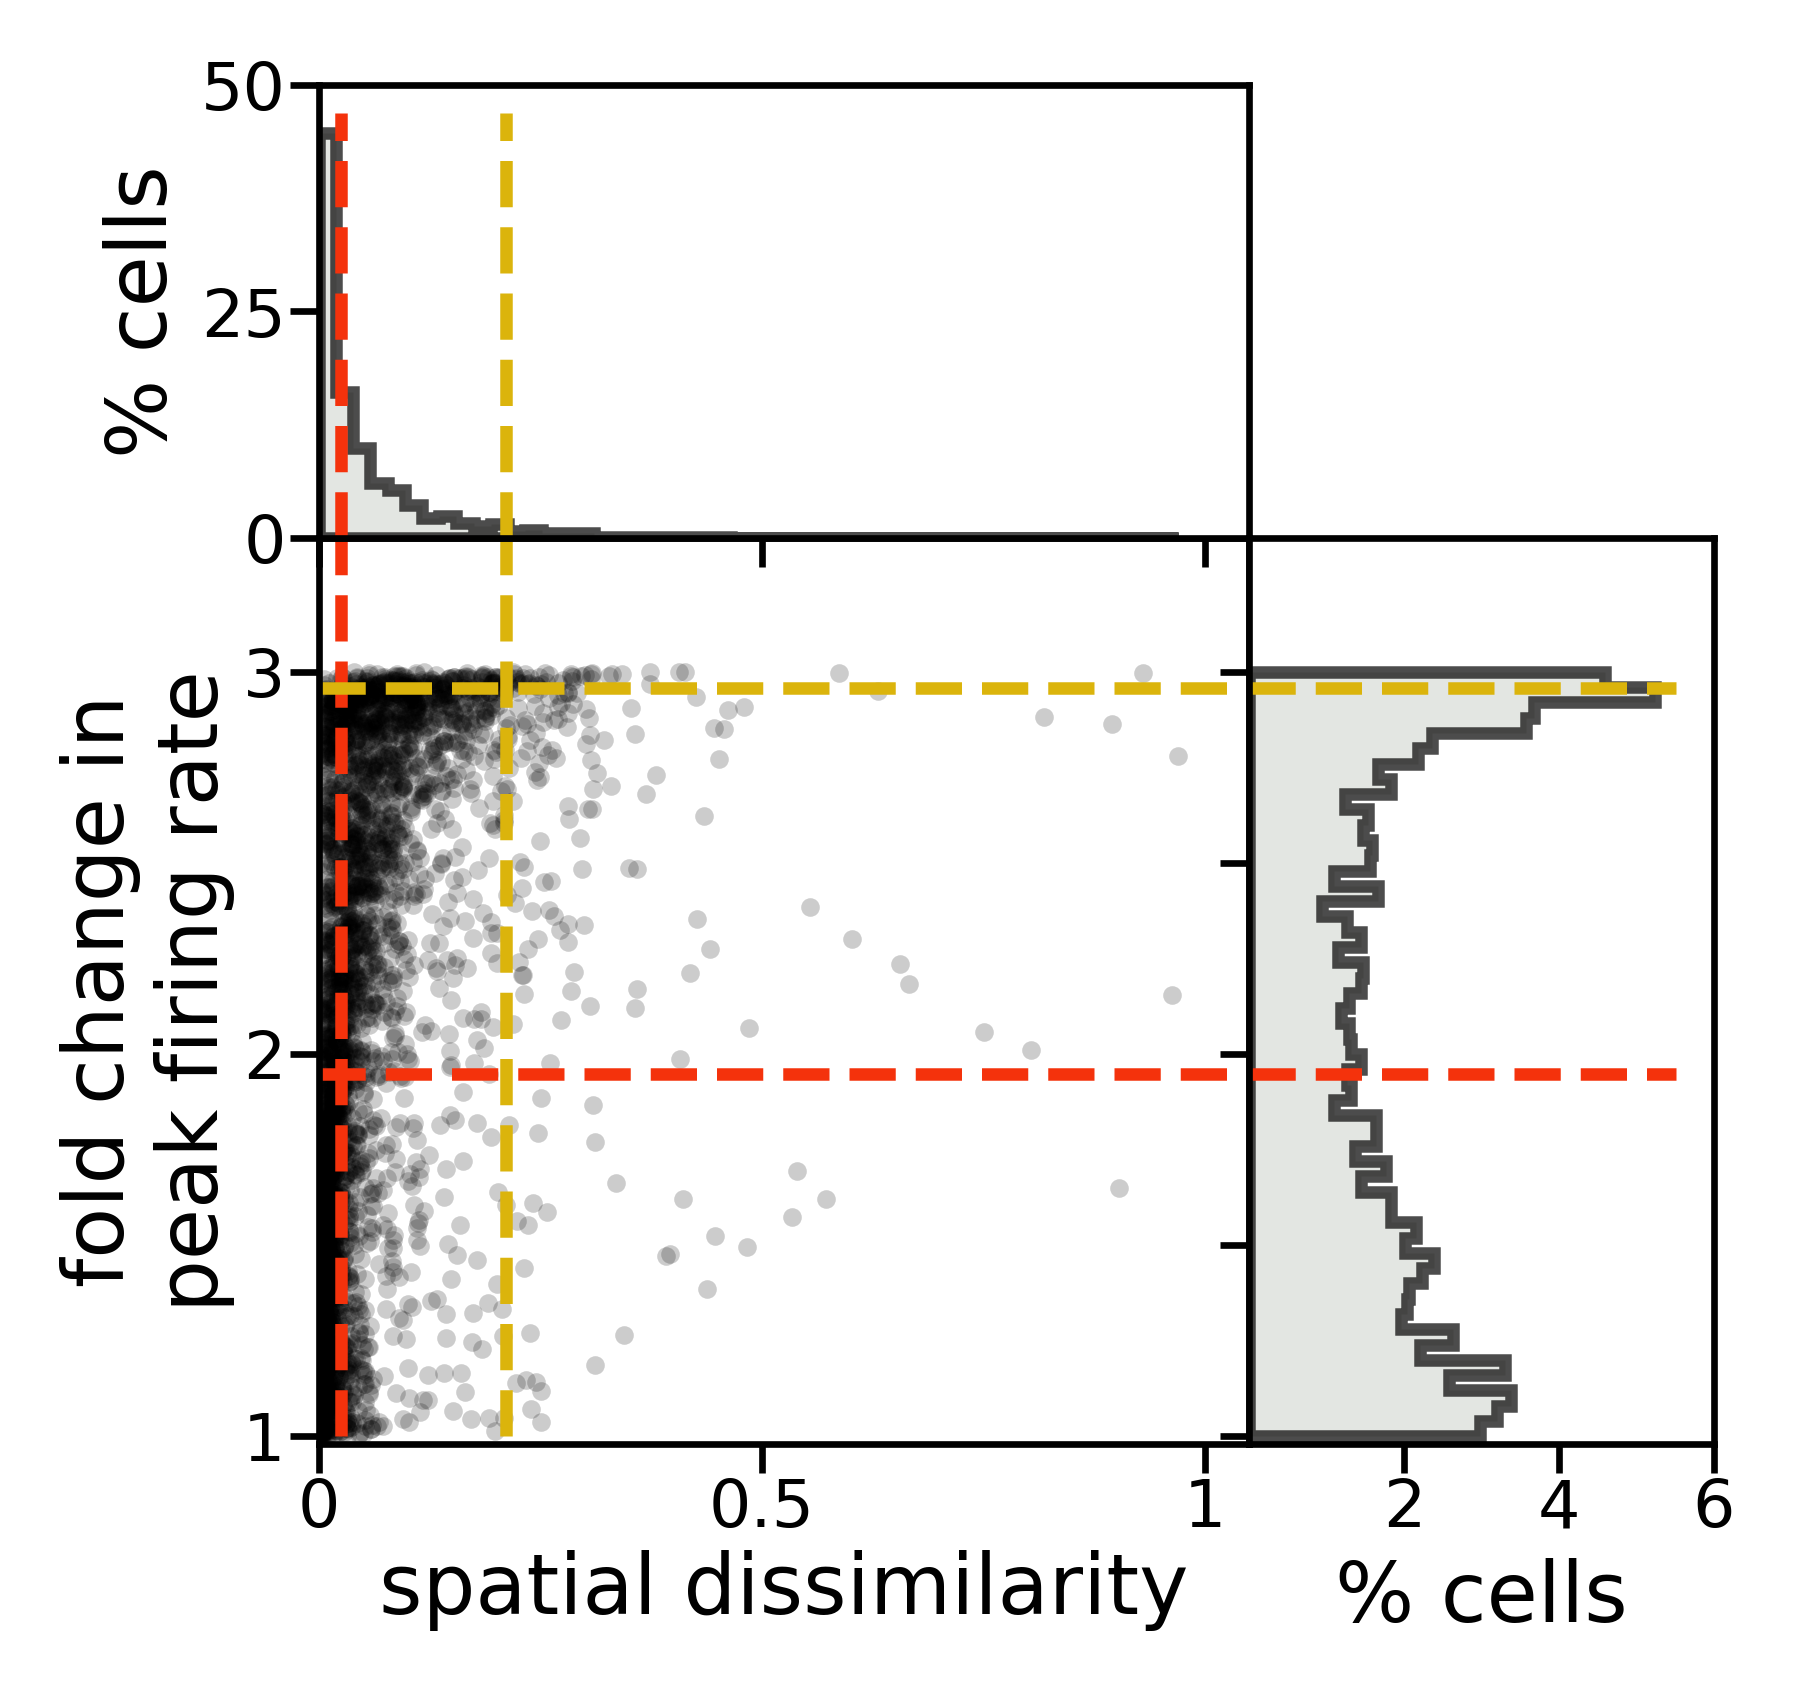 50
25
0
% cells
3
2
1
fold change in
peak firing rate
0 0.5 1 2 4 6
spatial dissimilarity % cells